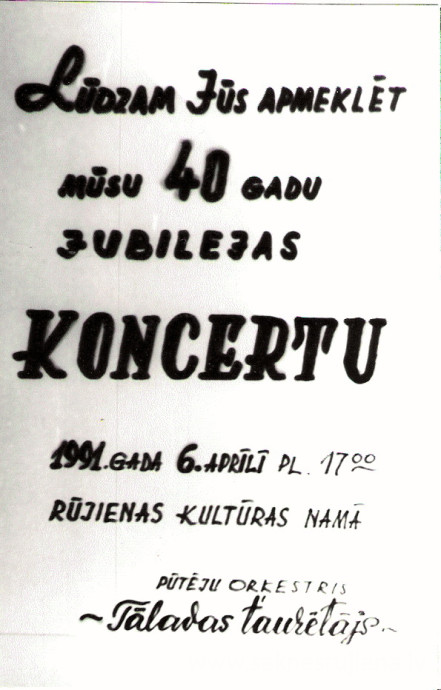 Lūdzam Jūs apmeklēt
mūsu 40 gadu
jubilejas
KONCERTU
1991. gada 6. aprīlī pl. 17⁰⁰
Rūjienas kultūras namā
pūtēju orķestris
~ Tālavas taurētājs ~